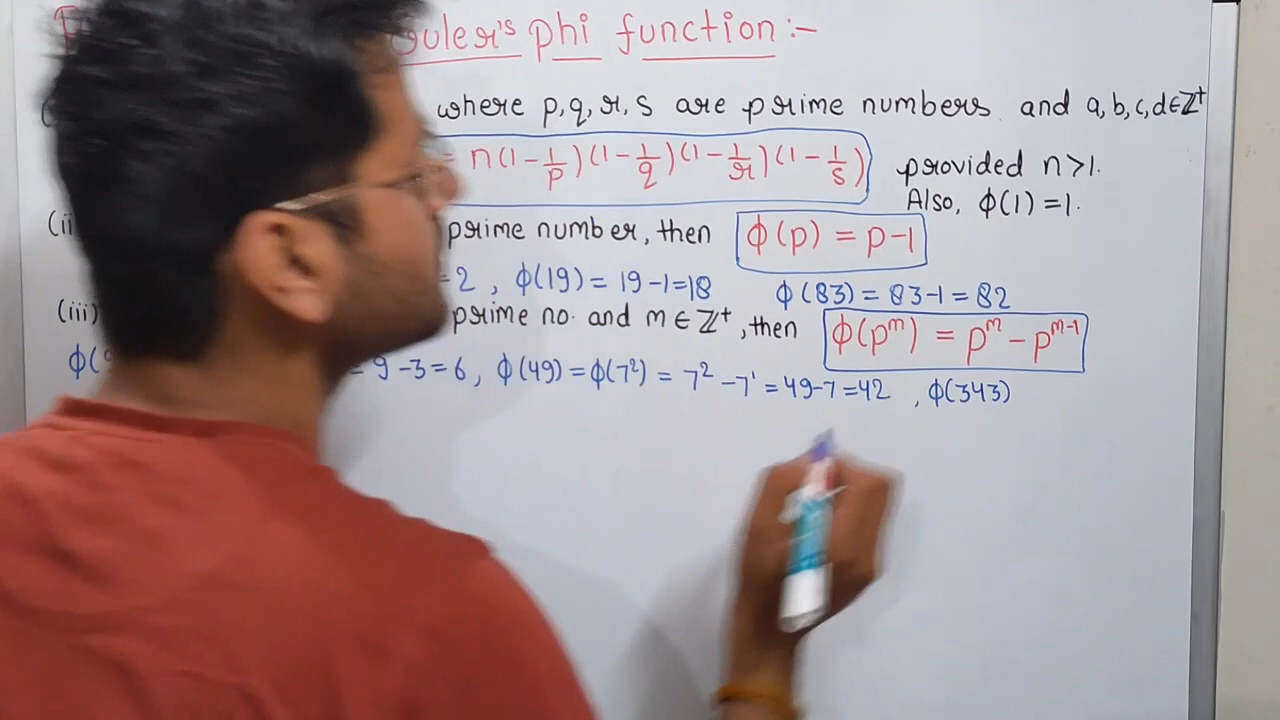 Euler's phi function :-
where p, q, r, s are prime numbers and a, b, c, d ∈ Z⁺
= n(1 - 1/p)(1 - 1/q)(1 - 1/r)(1 - 1/s) provided n > 1.
Also, φ(1) = 1.
(ii) prime number, then φ(p) = p - 1
= 2 , φ(19) = 19 - 1 = 18 φ(83) = 83 - 1 = 82
(iii) prime no. and m ∈ Z⁺, then φ(pᵐ) = pᵐ - pᵐ⁻¹
φ( = 9 - 3 = 6 , φ(49) = φ(7²) = 7² - 7¹ = 49 - 7 = 42 , φ(343)